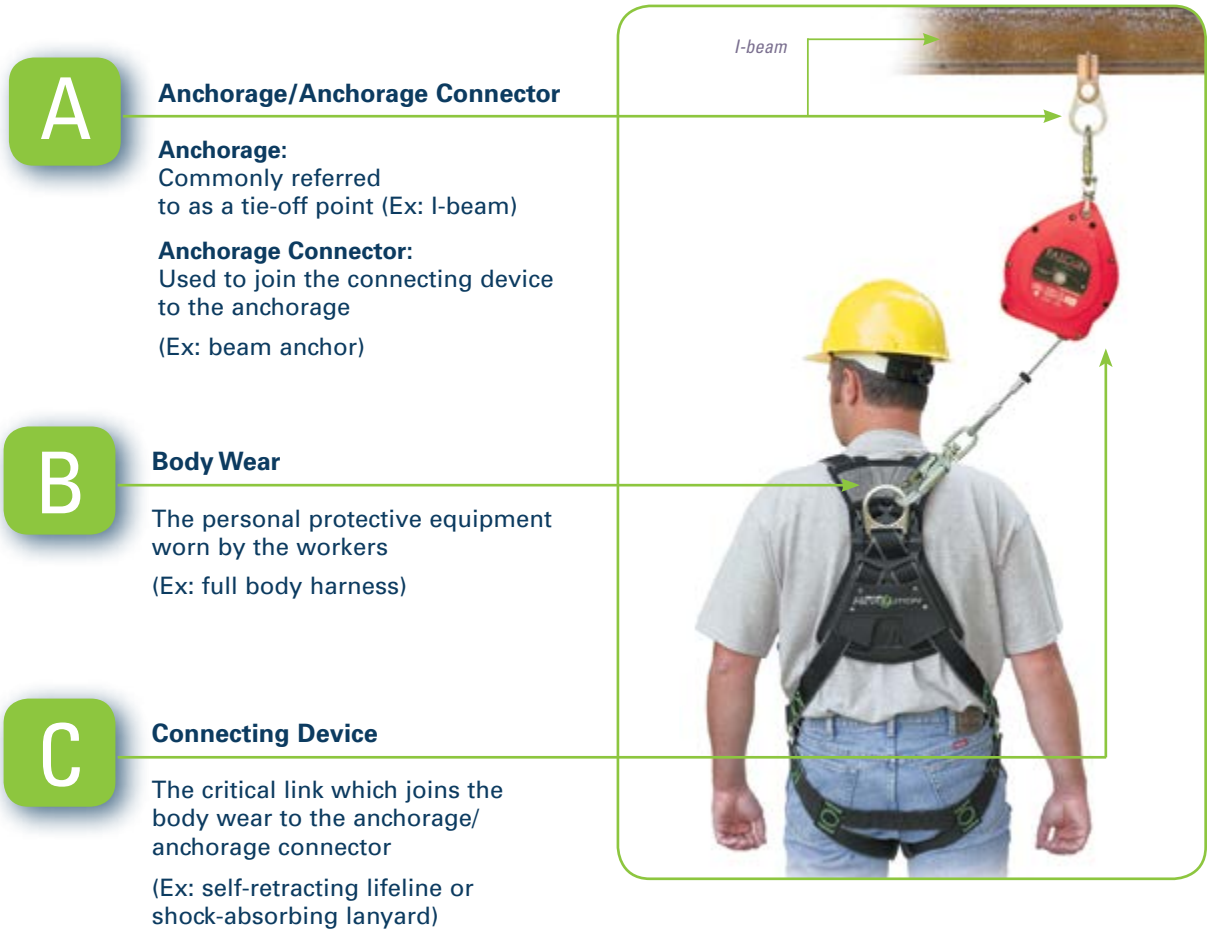 I-beam
A
Anchorage/Anchorage Connector
Anchorage:
Commonly referred
to as a tie-off point (Ex: I-beam)
Anchorage Connector:
Used to join the connecting device
to the anchorage
(Ex: beam anchor)
FALCON
B
Body Wear
The personal protective equipment
worn by the workers
(Ex: full body harness)
REVOLUTION
C
Connecting Device
The critical link which joins the
body wear to the anchorage/
anchorage connector
(Ex: self-retracting lifeline or
shock-absorbing lanyard)